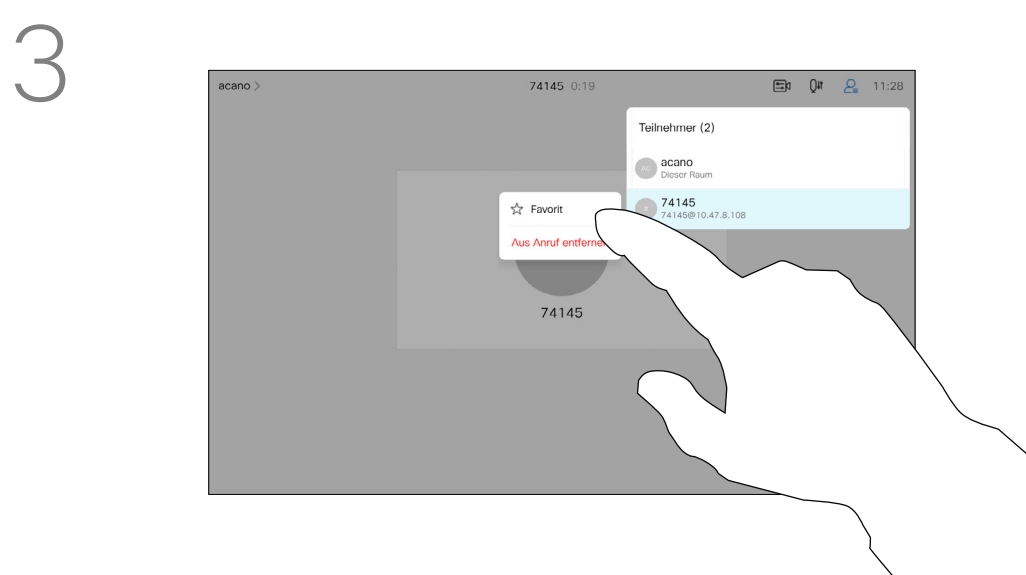 3
acano >
74145 0:19
11:28
Teilnehmer (2)
AC
acano
Dieser Raum
74145
74145@10.47.8.108
Favorit
Aus Anruf entfernen
74145